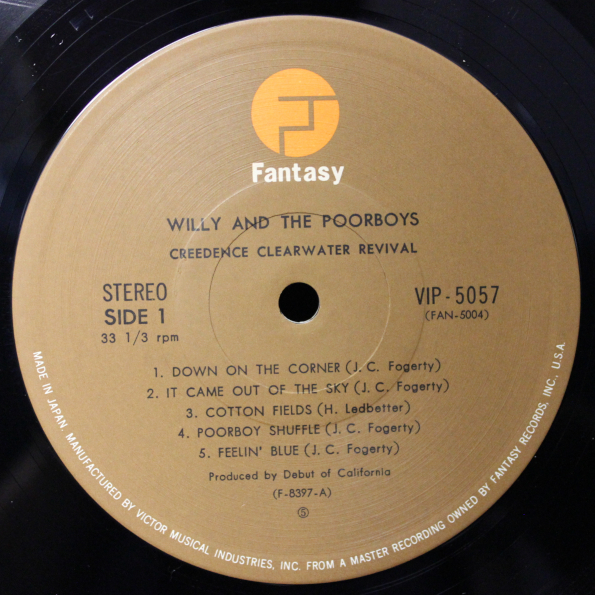 Fantasy
WILLY AND THE POORBOYS
CREEDENCE CLEARWATER REVIVAL
STEREO
SIDE 1
33 1/3 rpm
VIP-5057
(FAN-5004)
1. DOWN ON THE CORNER (J. C. Fogerty)
2. IT CAME OUT OF THE SKY (J. C. Fogerty)
3. COTTON FIELDS (H. Ledbetter)
4. POORBOY SHUFFLE (J. C. Fogerty)
5. FEELIN' BLUE (J. C. Fogerty)
Produced by Debut of California
(F-8397-A)
Ⓢ
MADE IN JAPAN. MANUFACTURED BY VICTOR MUSICAL INDUSTRIES, INC. FROM A MASTER RECORDING OWNED BY FANTASY RECORDS, INC., U.S.A.